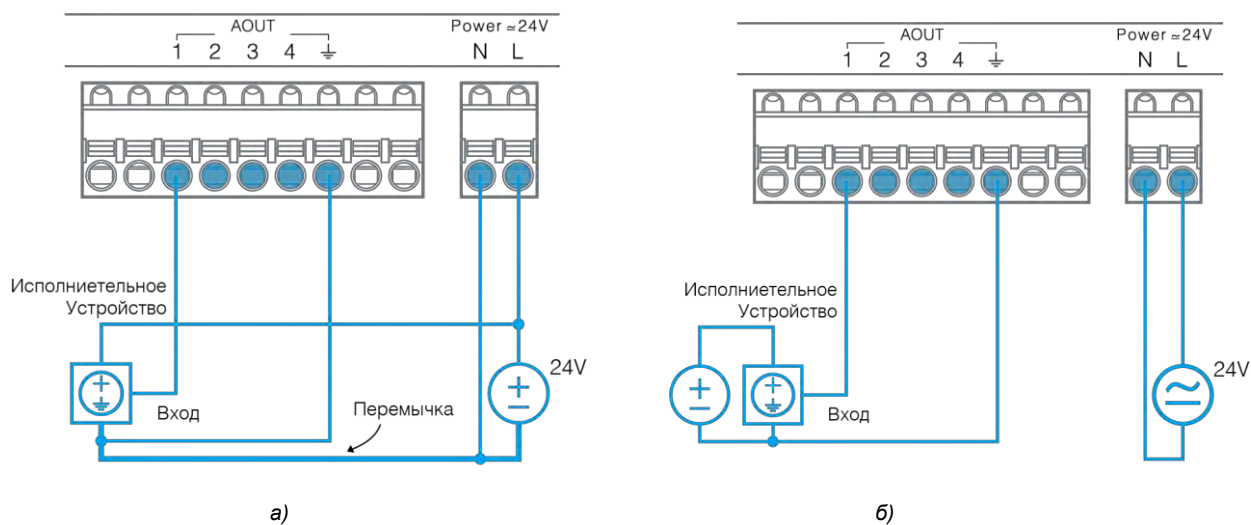 AOUT
Power ≃24V
1 2 3 4 ⏚
N L
Исполниетельное
Устройство
24V
Вход
Перемычка
а)
AOUT
Power ≃24V
1 2 3 4 ⏚
N L
Исполниетельное
Устройство
24V
Вход
б)